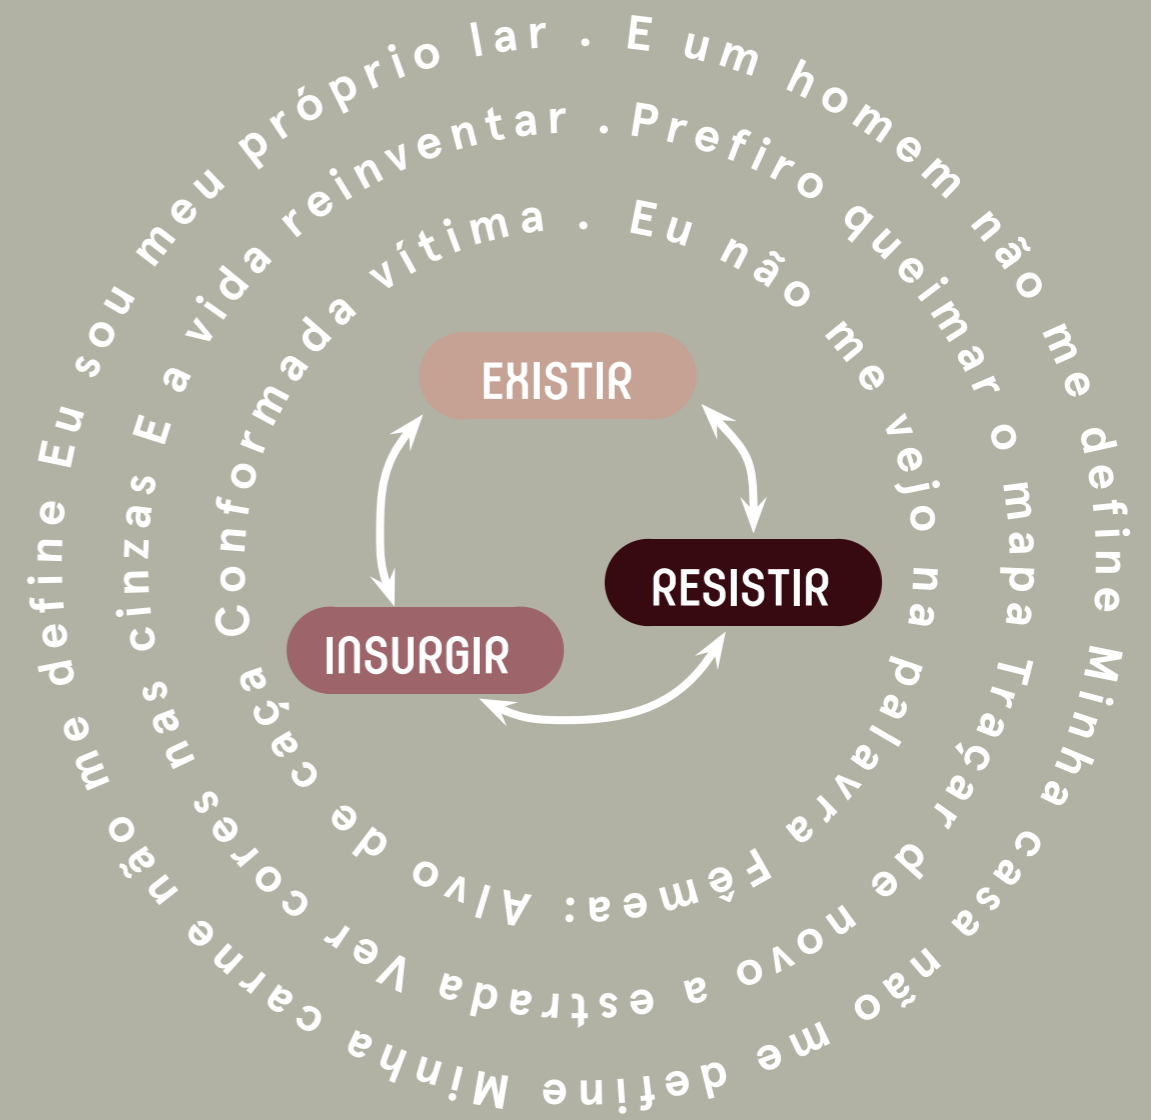 E um homem não me define Minha casa não me define Minha carne não me define Eu sou meu próprio lar .
Prefiro queimar o mapa Traçar de novo a estrada Ver cores nas cinzas E a vida reinventar .
Eu não me vejo na palavra Fêmea: Alvo de caça Conformada vítima .
EXISTIR
RESISTIR
INSURGIR